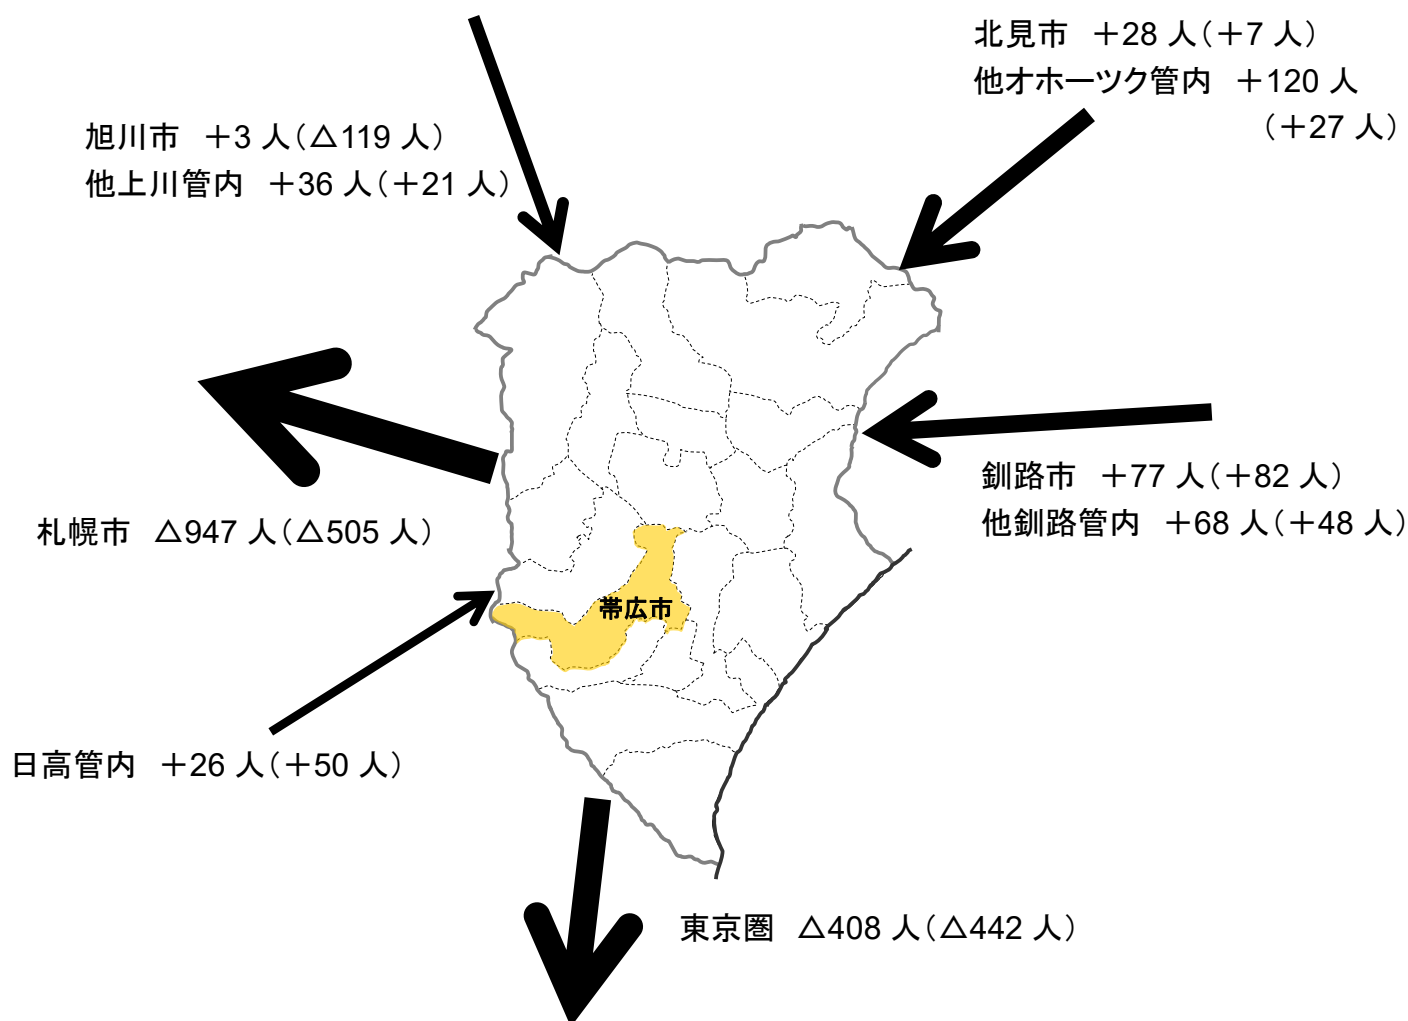 北見市　＋28 人（＋7 人）
他オホーツク管内　＋120 人
（＋27 人）
旭川市　＋3 人（△119 人）
他上川管内　＋36 人（＋21 人）
釧路市　＋77 人（＋82 人）
他釧路管内　＋68 人（＋48 人）
札幌市　△947 人（△505 人）
帯広市
日高管内　＋26 人（＋50 人）
東京圏　△408 人（△442 人）